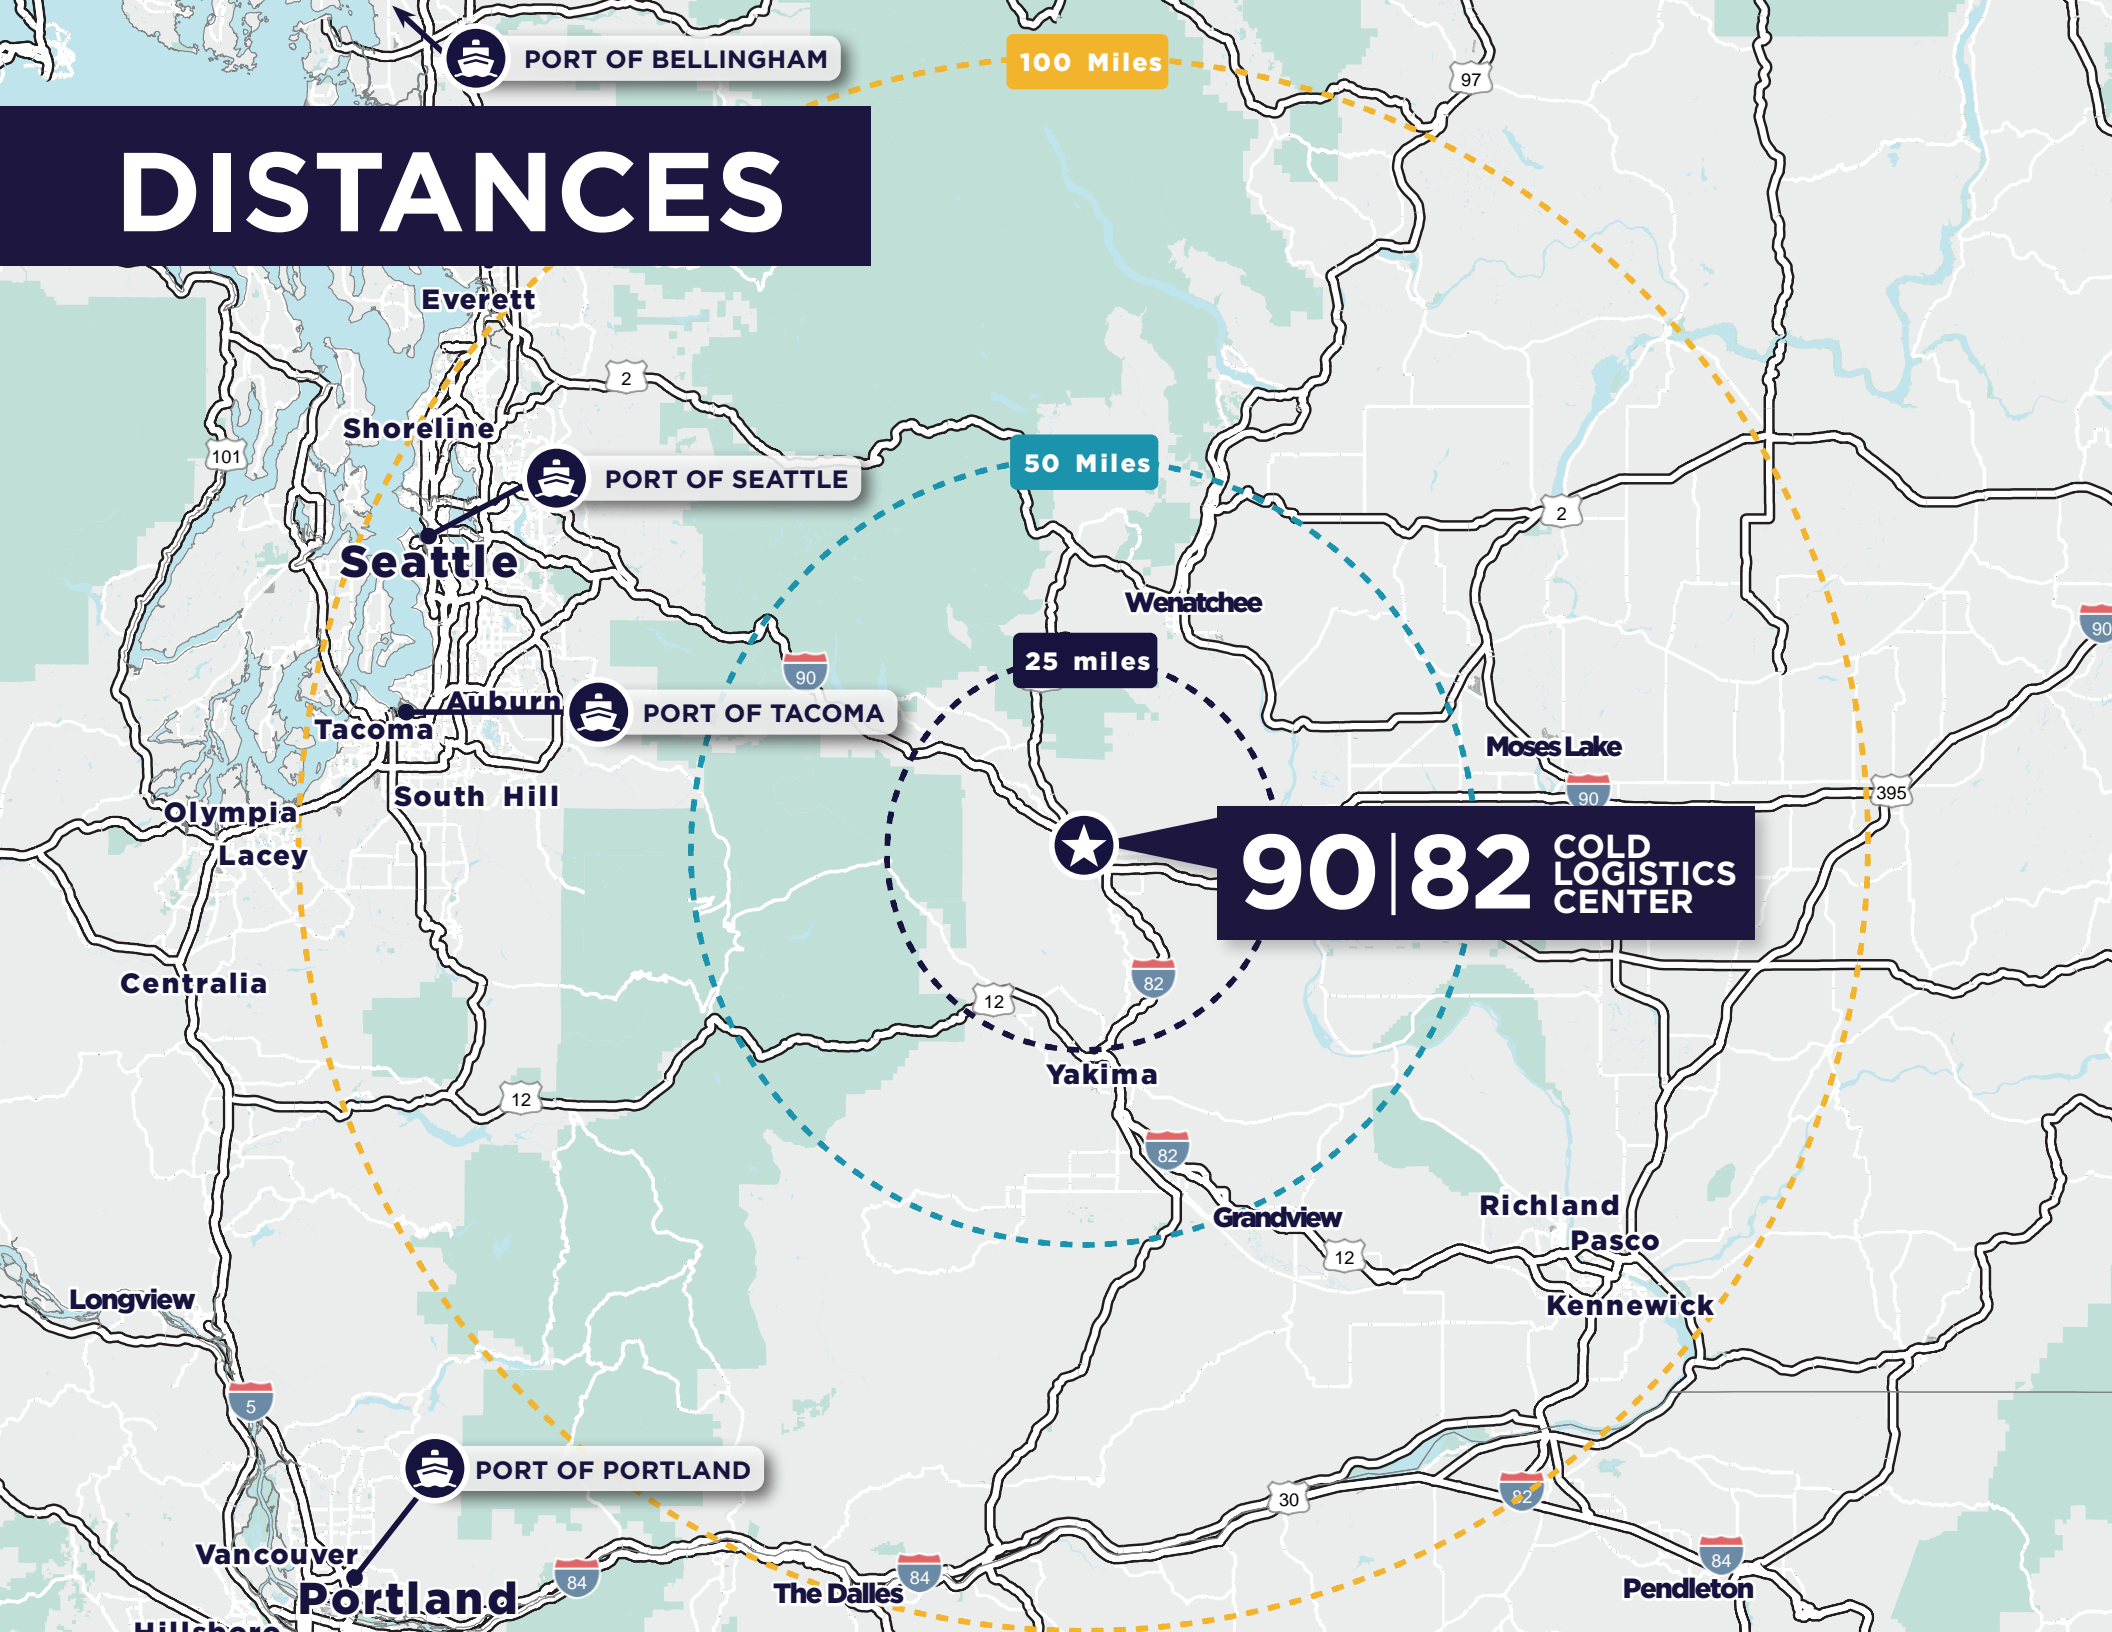 PORT OF BELLINGHAM
100 Miles
97
DISTANCES
Everett
2
Shoreline
101
50 Miles
PORT OF SEATTLE
2
Seattle
Wenatchee
90
25 miles
90
Auburn
PORT OF TACOMA
Tacoma
Moses Lake
90
395
South Hill
Olympia
Lacey
90|82 COLD
LOGISTICS
CENTER
Centralia
82
12
Yakima
12
82
Richland
Grandview
Pasco
12
Longview
Kennewick
5
PORT OF PORTLAND
82
30
Vancouver
84
84
84
Portland
The Dalles
Pendleton
Hillsboro